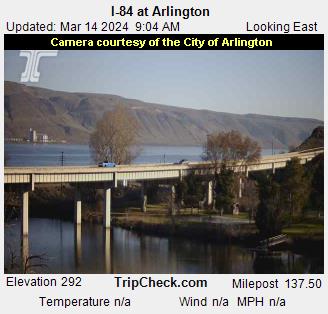 I-84 at Arlington
Updated: Mar 14 2024 9:04 AM Looking East
Camera courtesy of the City of Arlington
Elevation 292 TripCheck.com Milepost 137.50
Temperature n/a Wind n/a MPH n/a